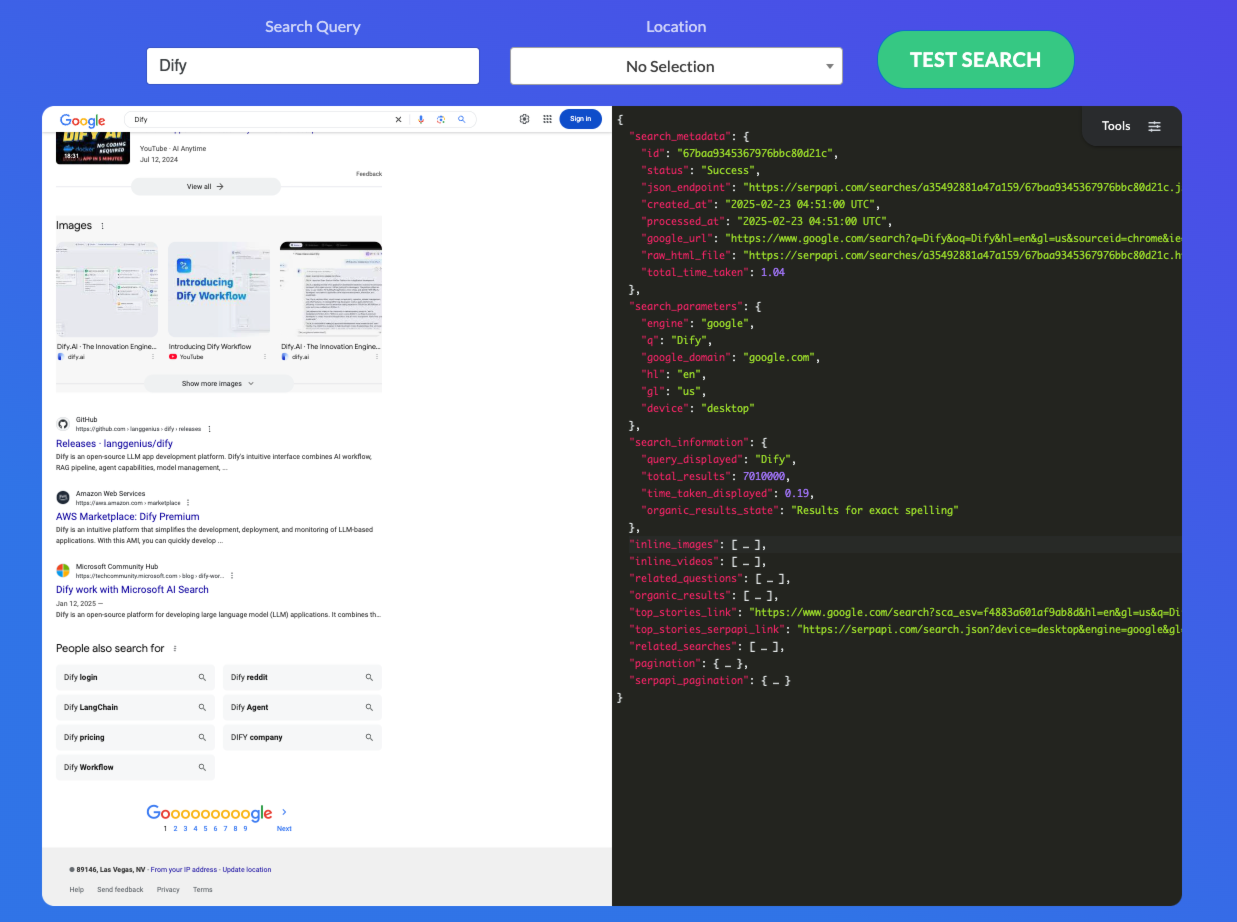 Search Query
Location
Dify
No Selection
TEST SEARCH
Google
Dify
Sign in
DIFY AI
NO CODING
REQUIRED
18:31
APP IN 5 MINUTES
YouTube · AI Anytime
Jul 12, 2024
Feedback
View all →
Images
Introducing
Dify Workflow
Dify.AI · The Innovation Engine...
dify.ai
Introducing Dify Workflow
YouTube
Dify.AI · The Innovation Engine...
dify.ai
Show more images
GitHub
https://github.com › langgenius › dify › releases
Releases · langgenius/dify
Dify is an open-source LLM app development platform. Dify's intuitive interface combines AI workflow,
RAG pipeline, agent capabilities, model management, ...
Amazon Web Services
https://aws.amazon.com › marketplace
AWS Marketplace: Dify Premium
Dify is an intuitive platform that simplifies the development, deployment, and monitoring of LLM-based
applications. With this AMI, you can quickly develop ...
Microsoft Community Hub
https://techcommunity.microsoft.com › blog › dify-wor...
Dify work with Microsoft AI Search
Jan 12, 2025 —
Dify is an open-source platform for developing large language model (LLM) applications. It combines th...
People also search for
Dify login
Dify reddit
Dify LangChain
Dify Agent
Dify pricing
DIFY company
Dify Workflow
Gooooooooogle >
1 2 3 4 5 6 7 8 9 Next
89146, Las Vegas, NV - From your IP address - Update location
Help Send feedback Privacy Terms
Tools
{
"search_metadata": {
"id": "67baa9345367976bbc80d21c",
"status": "Success",
"json_endpoint": "https://serpapi.com/searches/a35492881a47a159/67baa9345367976bbc80d21c.j
"created_at": "2025-02-23 04:51:00 UTC",
"processed_at": "2025-02-23 04:51:00 UTC",
"google_url": "https://www.google.com/search?q=Dify&oq=Dify&hl=en&gl=us&sourceid=chrome&ie
"raw_html_file": "https://serpapi.com/searches/a35492881a47a159/67baa9345367976bbc80d21c.h
"total_time_taken": 1.04
},
"search_parameters": {
"engine": "google",
"q": "Dify",
"google_domain": "google.com",
"hl": "en",
"gl": "us",
"device": "desktop"
},
"search_information": {
"query_displayed": "Dify",
"total_results": 7010000,
"time_taken_displayed": 0.19,
"organic_results_state": "Results for exact spelling"
},
"inline_images": [ … ],
"inline_videos": [ … ],
"related_questions": [ … ],
"organic_results": [ … ],
"top_stories_link": "https://www.google.com/search?sca_esv=f4883a601af9ab8d&hl=en&gl=us&q=Di
"top_stories_serpapi_link": "https://serpapi.com/search.json?device=desktop&engine=google&gl
"related_searches": [ … ],
"pagination": { … },
"serpapi_pagination": { … }
}